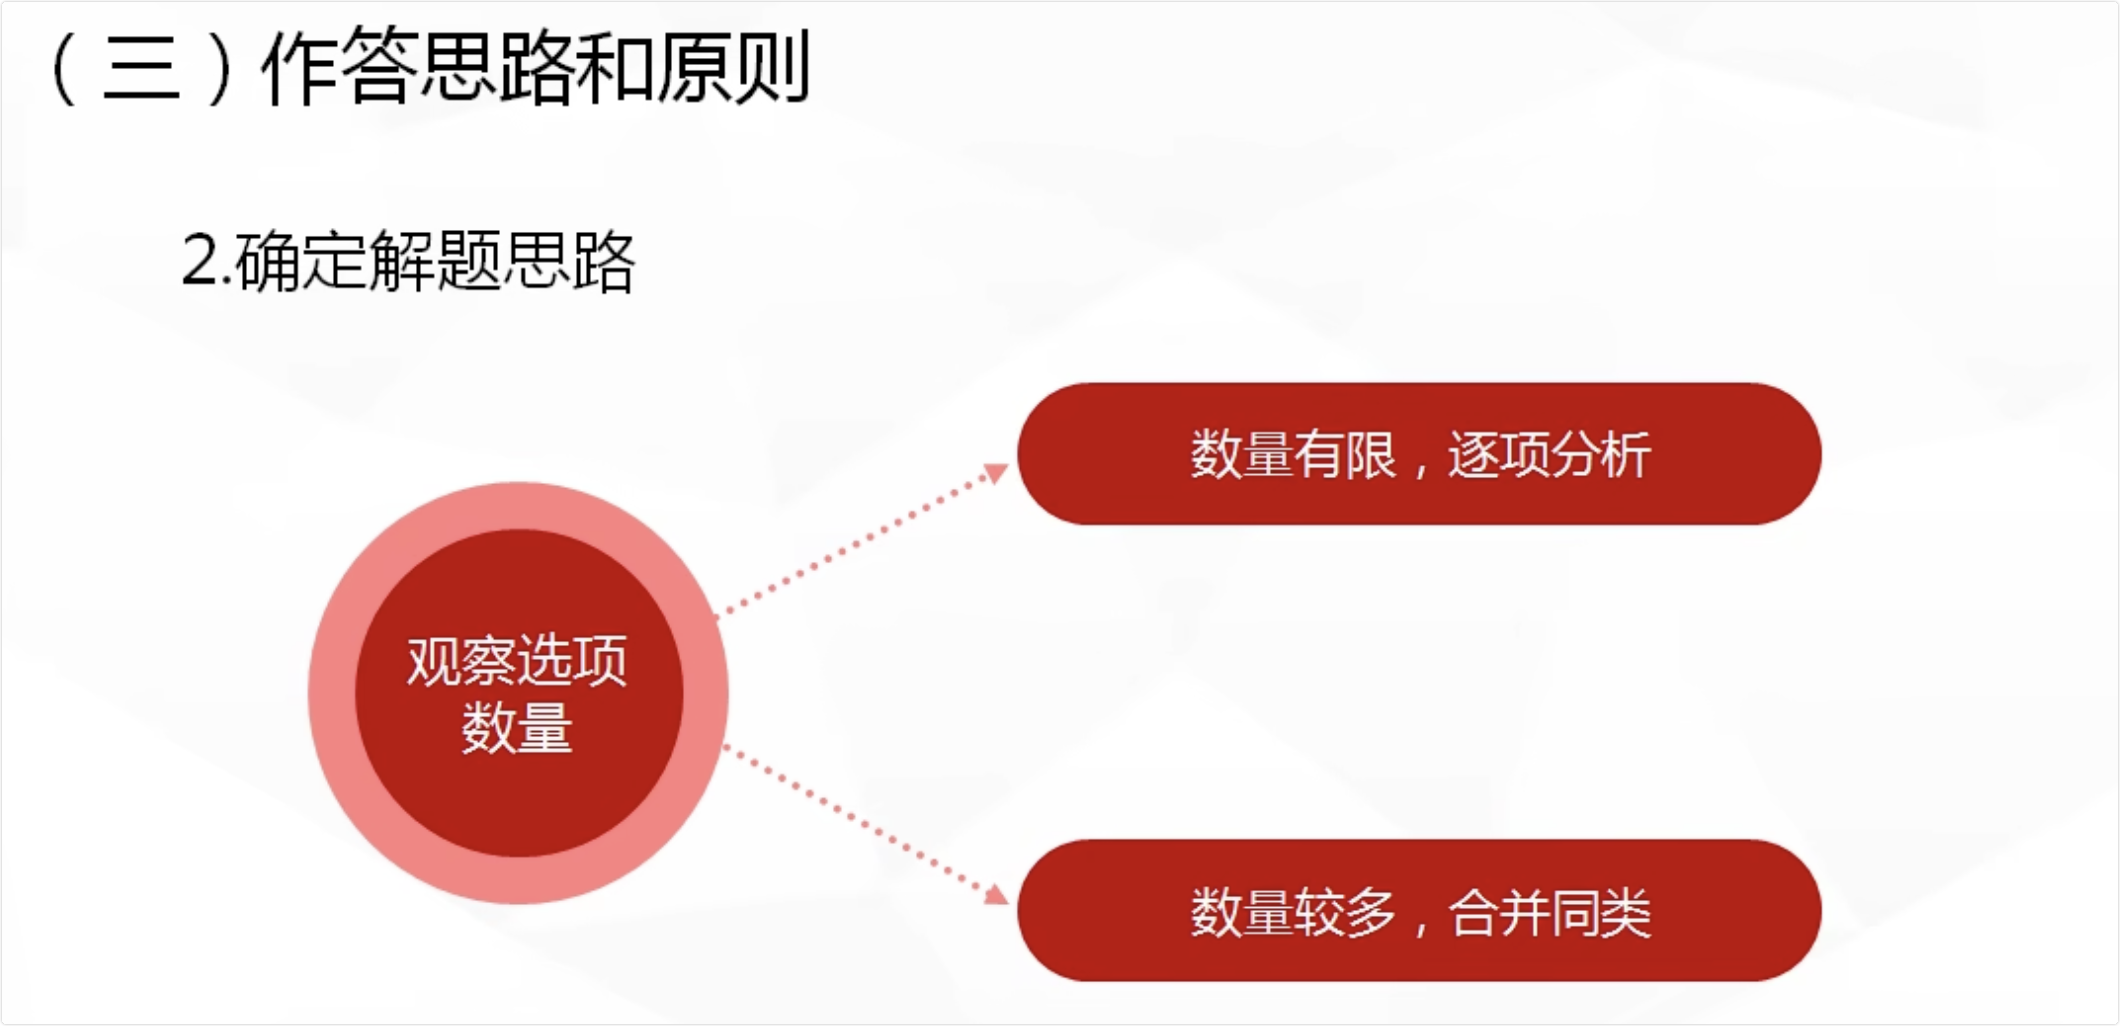 （三）作答思路和原则
2.确定解题思路
观察选项
数量
数量有限，逐项分析
数量较多，合并同类